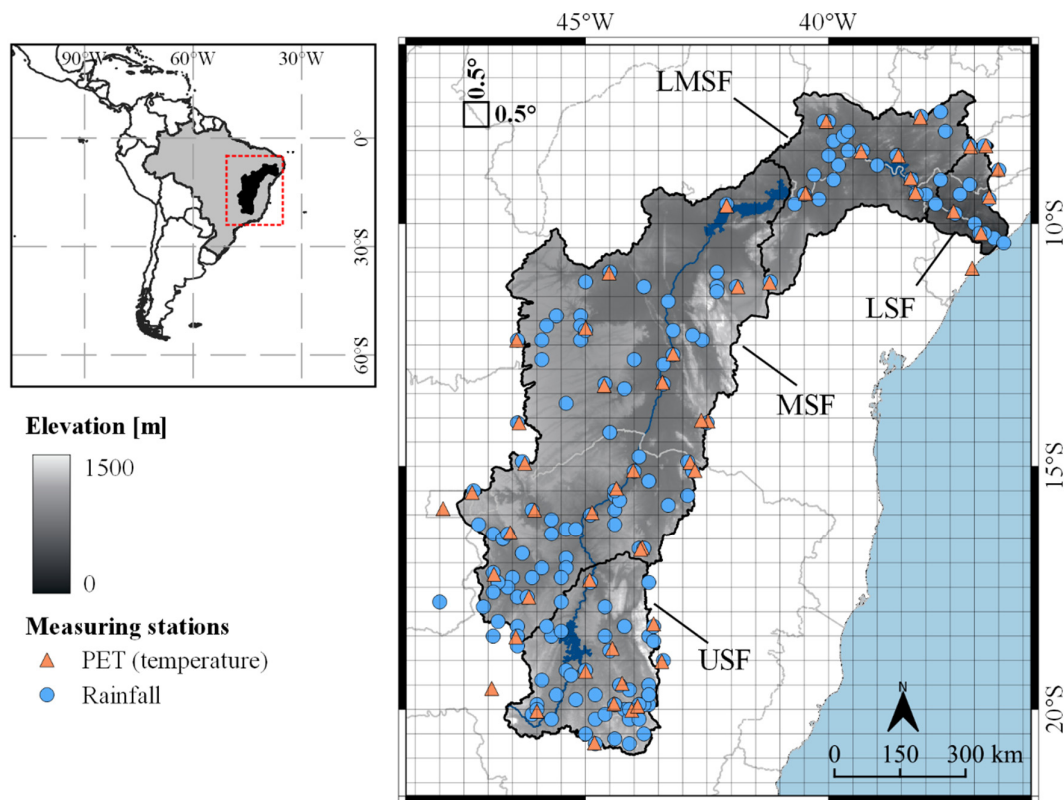 45°W 40°W
90°W 60°W 30°W
0°
30°S
60°S
0.5°
0.5°
LMSF
10°S
LSF
MSF
15°S
USF
20°S
Elevation [m]
1500
0
Measuring stations
PET (temperature)
Rainfall
N
0 150 300 km